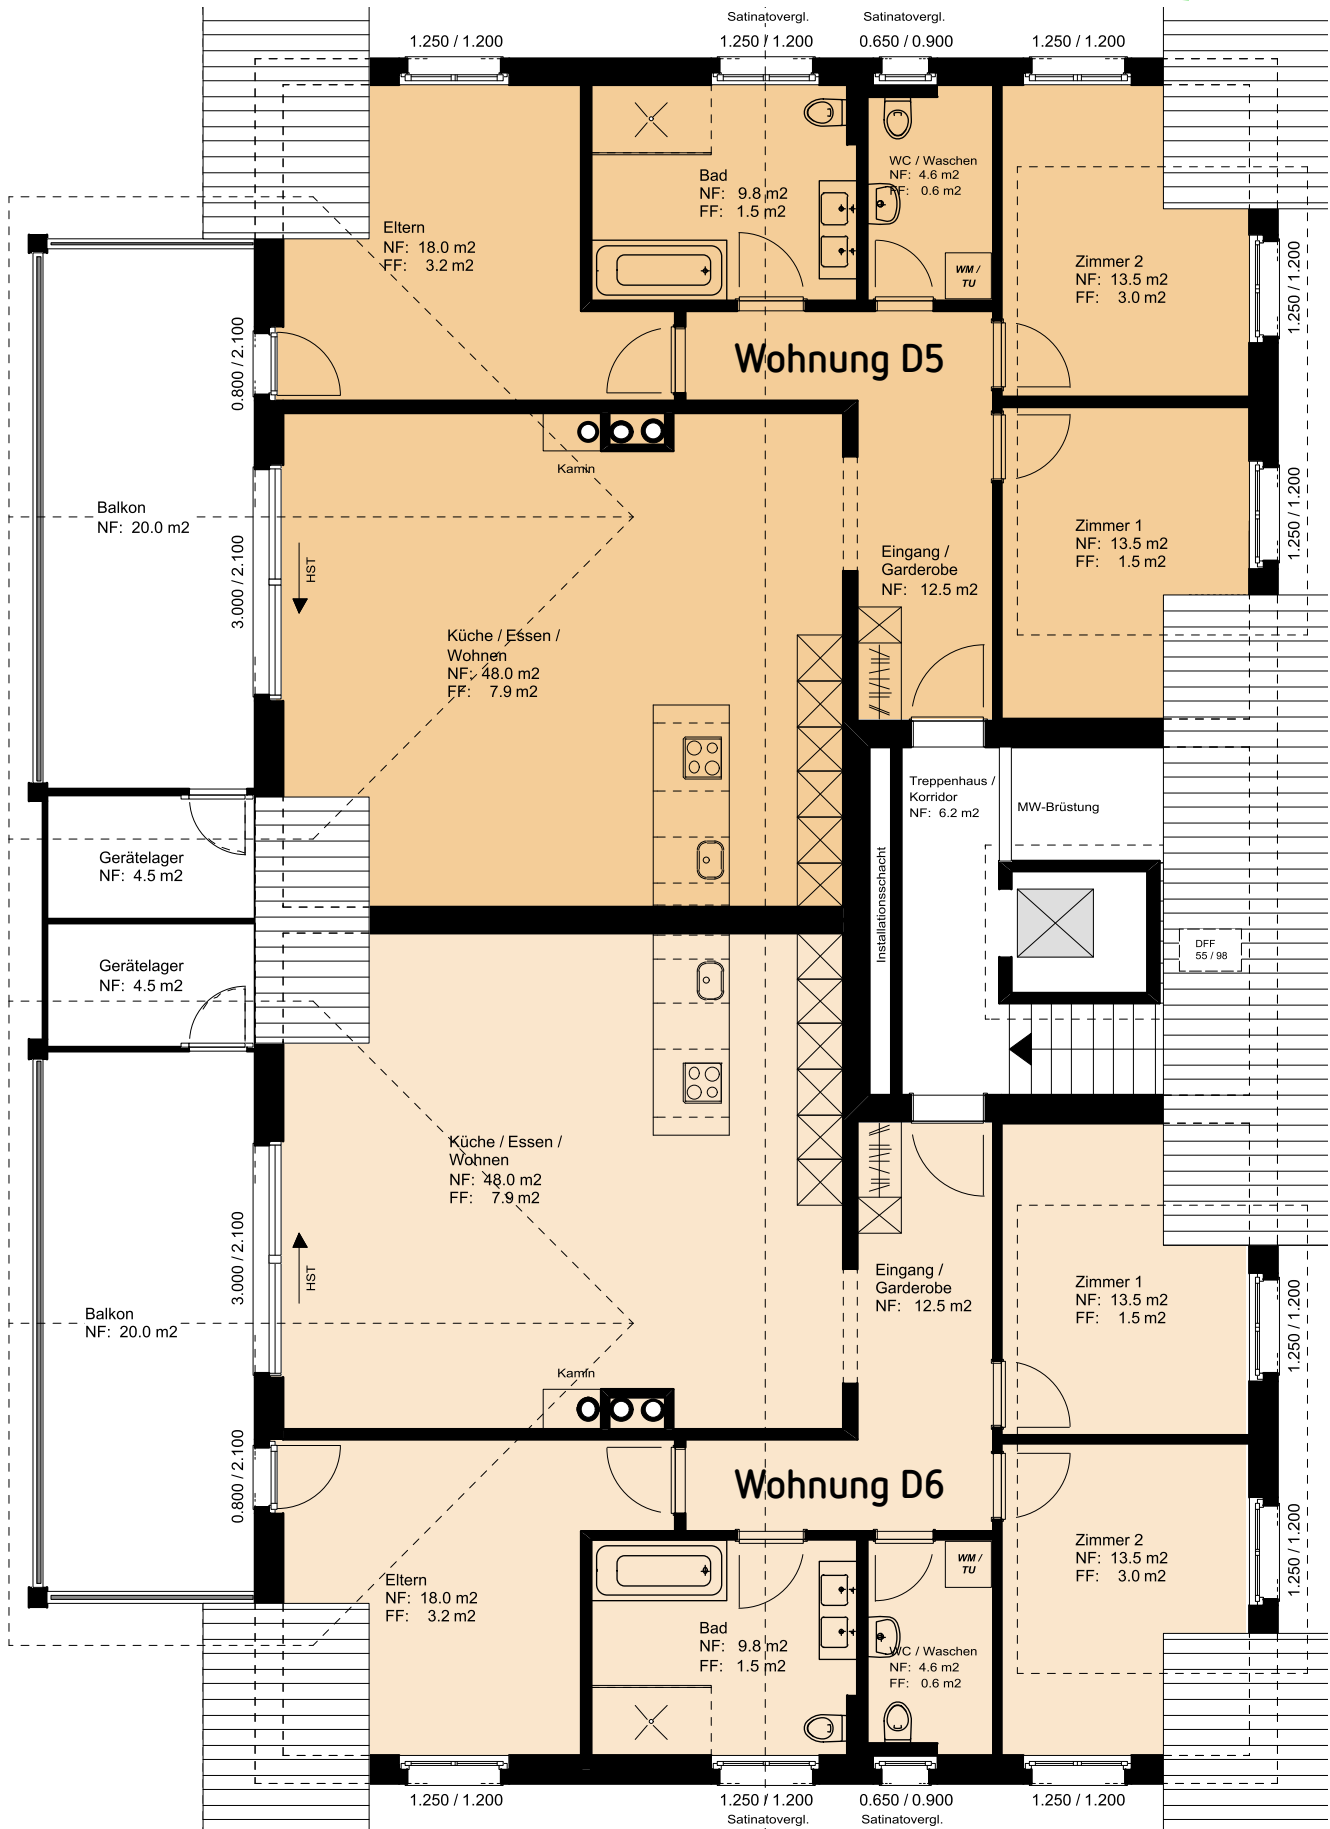 Satinatovergl.
Satinatovergl.
1.250 / 1.200
1.250 / 1.200
0.650 / 0.900
1.250 / 1.200
Eltern
NF: 18.0 m2
FF: 3.2 m2
Bad
NF: 9.8 m2
FF: 1.5 m2
WC / Waschen
NF: 4.6 m2
FF: 0.6 m2
WM /
TU
Zimmer 2
NF: 13.5 m2
FF: 3.0 m2
1.250 / 1.200
0.800 / 2.100
Wohnung D5
Kamin
Balkon
NF: 20.0 m2
3.000 / 2.100
HST
Küche / Essen /
Wohnen
NF: 48.0 m2
FF: 7.9 m2
Eingang /
Garderobe
NF: 12.5 m2
Zimmer 1
NF: 13.5 m2
FF: 1.5 m2
1.250 / 1.200
Treppenhaus /
Korridor
NF: 6.2 m2
MW-Brüstung
Installationsschacht
Gerätelager
NF: 4.5 m2
Gerätelager
NF: 4.5 m2
DFF
55 / 98
Küche / Essen /
Wohnen
NF: 48.0 m2
FF: 7.9 m2
3.000 / 2.100
HST
Balkon
NF: 20.0 m2
Eingang /
Garderobe
NF: 12.5 m2
Zimmer 1
NF: 13.5 m2
FF: 1.5 m2
1.250 / 1.200
Kamin
0.800 / 2.100
Wohnung D6
Eltern
NF: 18.0 m2
FF: 3.2 m2
Bad
NF: 9.8 m2
FF: 1.5 m2
WM /
TU
WC / Waschen
NF: 4.6 m2
FF: 0.6 m2
Zimmer 2
NF: 13.5 m2
FF: 3.0 m2
1.250 / 1.200
1.250 / 1.200
1.250 / 1.200
0.650 / 0.900
1.250 / 1.200
Satinatovergl.
Satinatovergl.